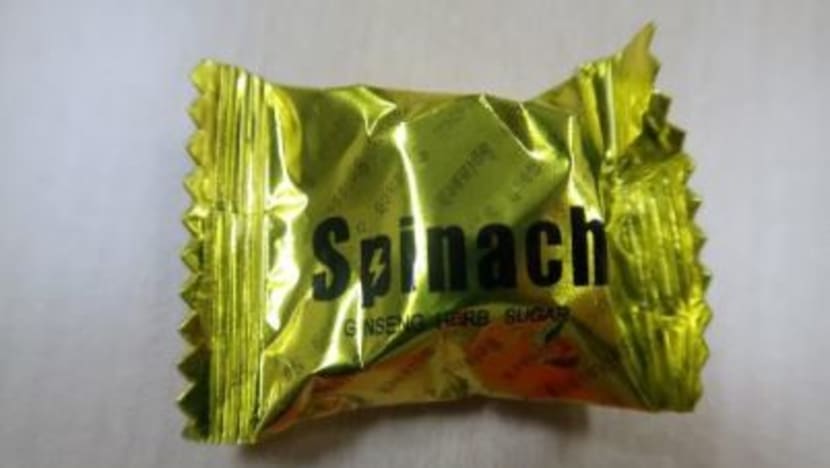 Spinach
GINSENG HERB SUGAR